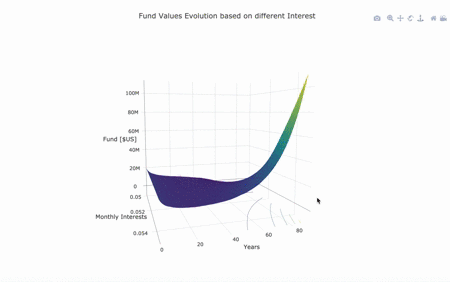 Fund Values Evolution based on different Interest
100M
80M
60M
Fund [$US]
40M
20M
0
0.05
0.052
Monthly Interests
0.054
0
20
40
60
80
Years